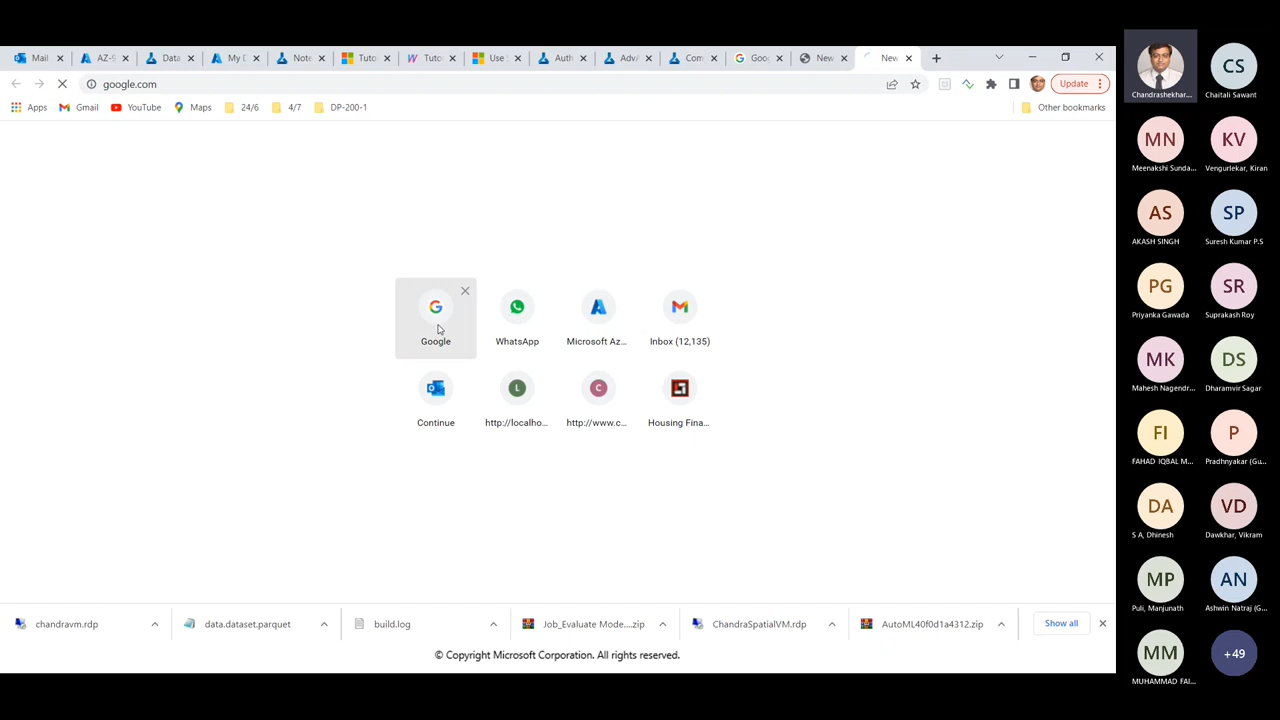 Mail
AZ-9
Data
My D
Note
Tuto
Tuto
Use
Auth
AdvA
Com
Goo
New
New
google.com
Update
Apps
Gmail
YouTube
Maps
24/6
4/7
DP-200-1
Other bookmarks
Google
WhatsApp
Microsoft Az...
Inbox (12,135)
L
C
Continue
http://localho...
http://www.c...
Housing Fina...
chandravm.rdp
data.dataset.parquet
build.log
Job_Evaluate Mode....zip
ChandraSpatialVM.rdp
AutoML40f0d1a4312.zip
Show all
© Copyright Microsoft Corporation. All rights reserved.
Chandrashekhar...
CS
Chaitali Sawant
MN
Meenakshi Sunda...
KV
Vengurlekar, Kiran
AS
AKASH SINGH
SP
Suresh Kumar P.S
PG
Priyanka Gawada
SR
Suprakash Roy
MK
Mahesh Nagendr...
DS
Dharamvir Sagar
FI
FAHAD IQBAL M...
P
Pradhnyakar (Gu...
DA
S A, Dhinesh
VD
Dawkhar, Vikram
MP
Puli, Manjunath
AN
Ashwin Natraj (G...
MM
MUHAMMAD FAI...
+49